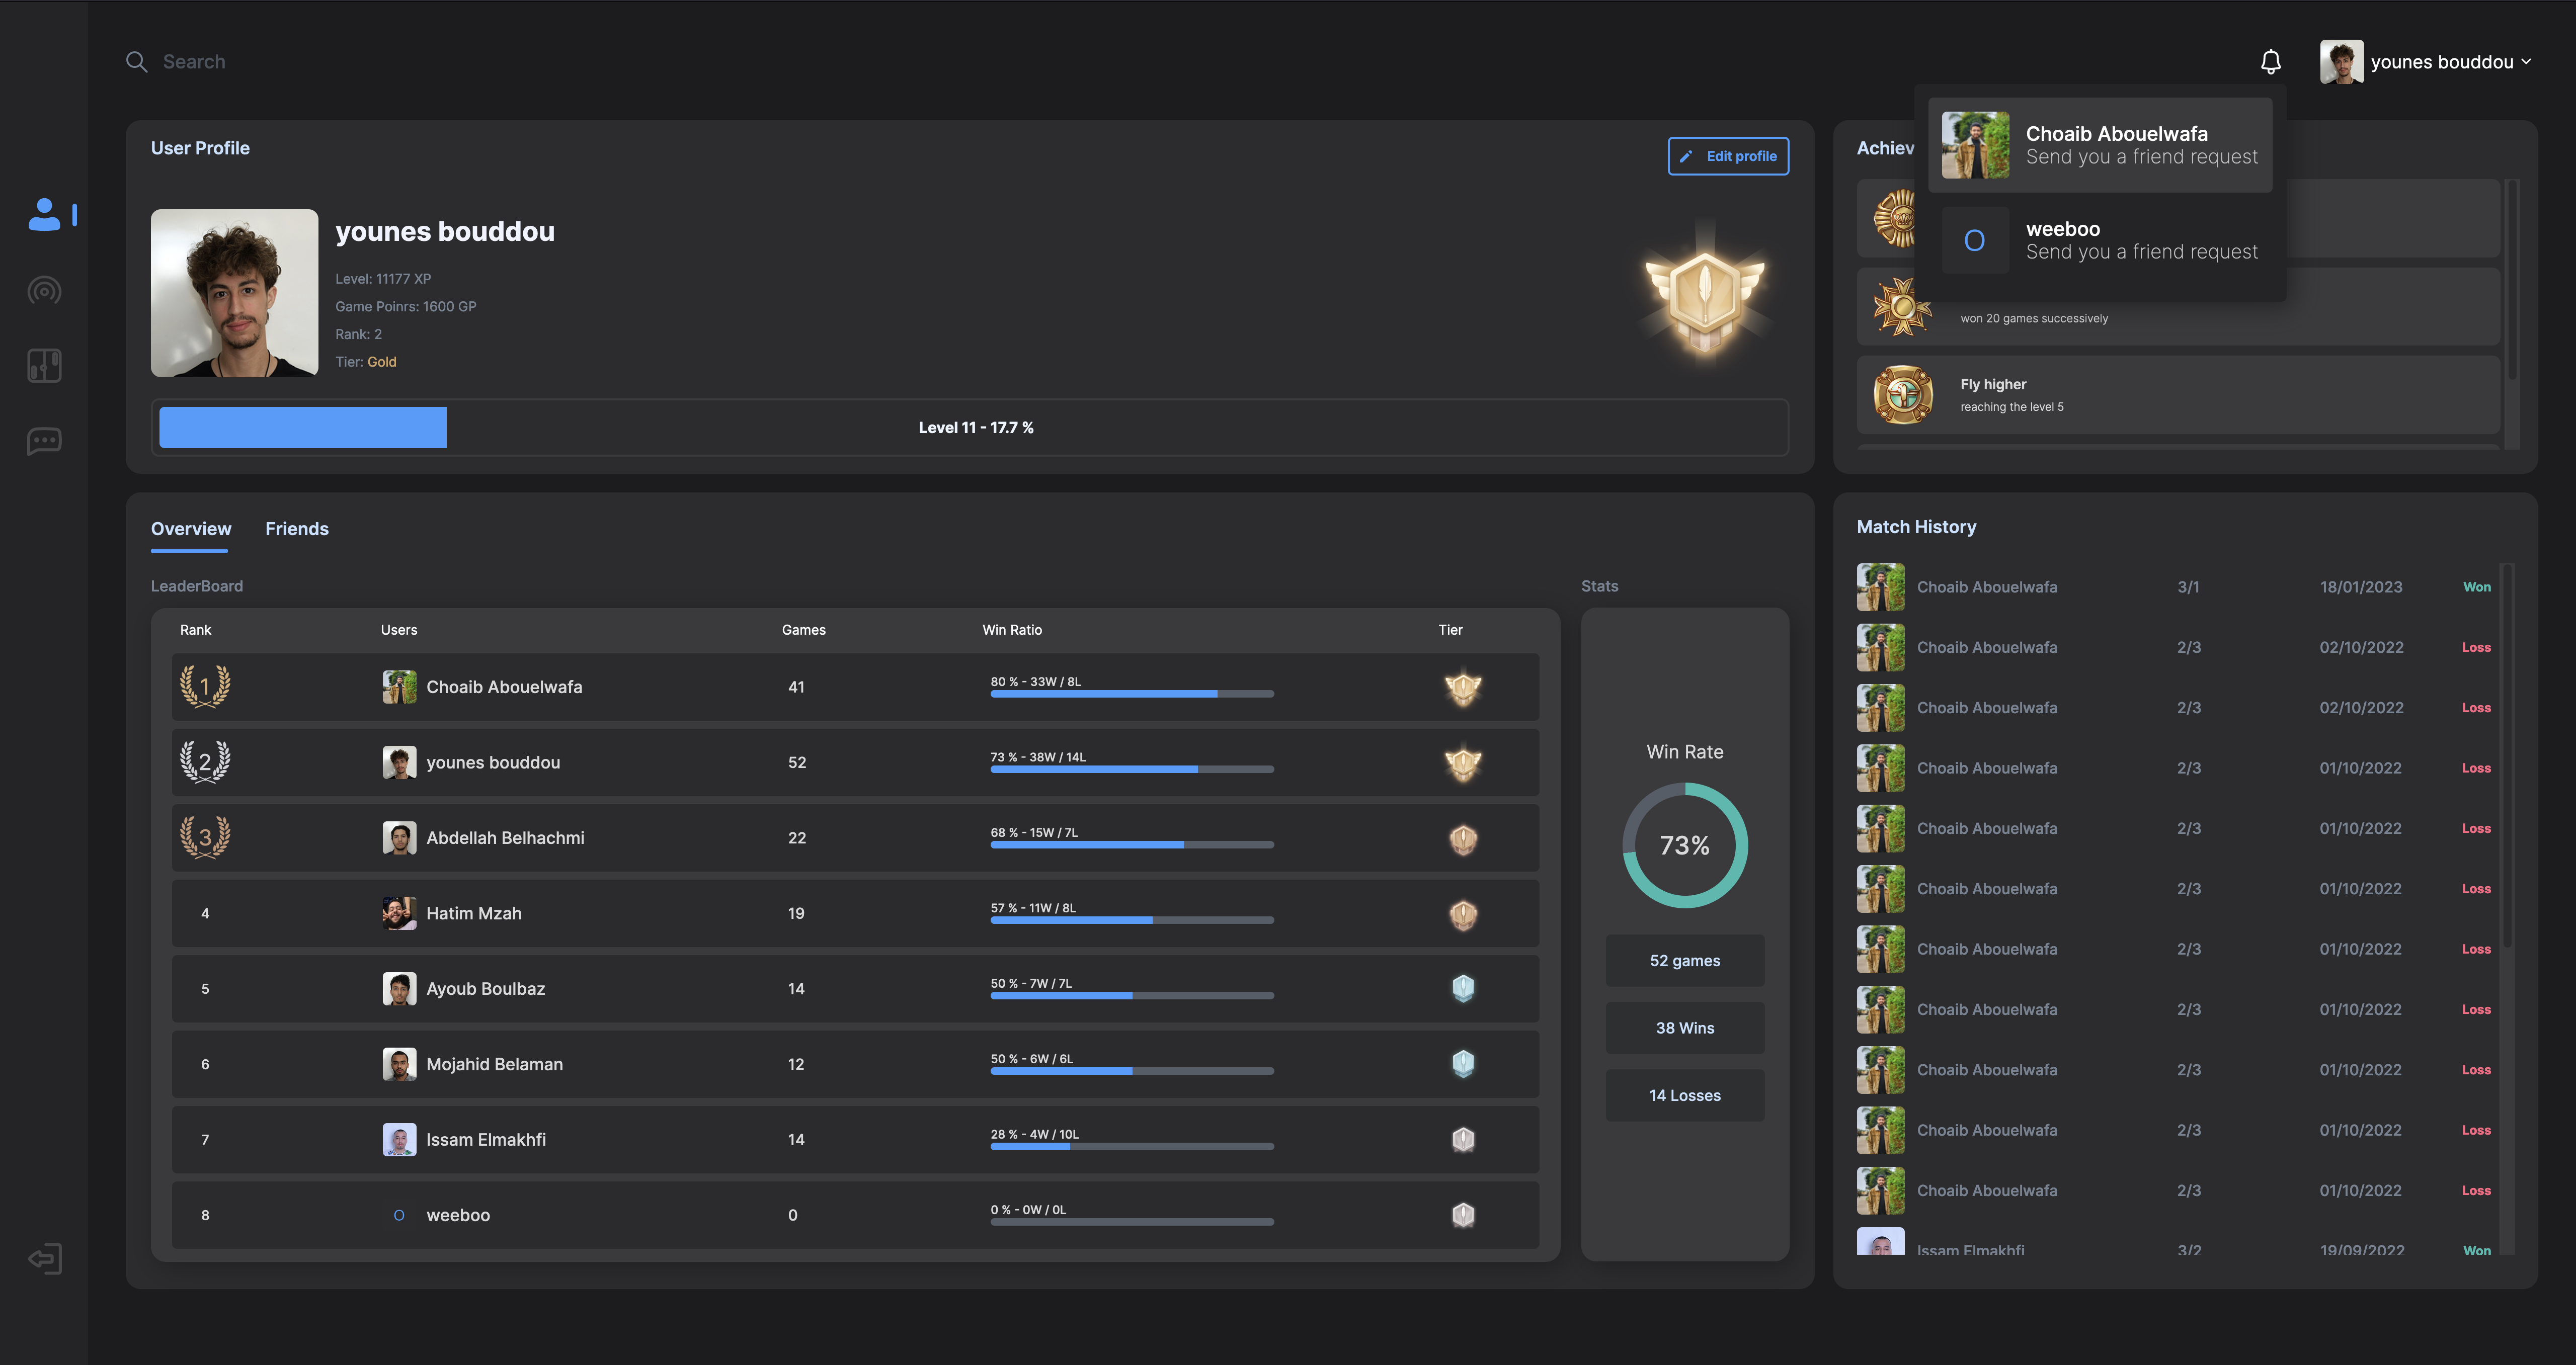 Search
younes bouddou
Choaib Abouelwafa
Send you a friend request
weeboo
Send you a friend request
User Profile
Edit profile
younes bouddou
Level: 11177 XP
Game Poinrs: 1600 GP
Rank: 2
Tier: Gold
Level 11 - 17.7 %
Achiev
won 20 games successively
Fly higher
reaching the level 5
Overview Friends
LeaderBoard
Rank Users Games Win Ratio Tier
1 Choaib Abouelwafa 41 80 % - 33W / 8L
2 younes bouddou 52 73 % - 38W / 14L
3 Abdellah Belhachmi 22 68 % - 15W / 7L
4 Hatim Mzah 19 57 % - 11W / 8L
5 Ayoub Boulbaz 14 50 % - 7W / 7L
6 Mojahid Belaman 12 50 % - 6W / 6L
7 Issam Elmakhfi 14 28 % - 4W / 10L
8 O weeboo 0 0 % - 0W / 0L
Stats
Win Rate
73%
52 games
38 Wins
14 Losses
Match History
Choaib Abouelwafa 3/1 18/01/2023 Won
Choaib Abouelwafa 2/3 02/10/2022 Loss
Choaib Abouelwafa 2/3 02/10/2022 Loss
Choaib Abouelwafa 2/3 01/10/2022 Loss
Choaib Abouelwafa 2/3 01/10/2022 Loss
Choaib Abouelwafa 2/3 01/10/2022 Loss
Choaib Abouelwafa 2/3 01/10/2022 Loss
Choaib Abouelwafa 2/3 01/10/2022 Loss
Choaib Abouelwafa 2/3 01/10/2022 Loss
Choaib Abouelwafa 2/3 01/10/2022 Loss
Choaib Abouelwafa 2/3 01/10/2022 Loss
Issam Elmakhfi 3/2 19/09/2022 Won